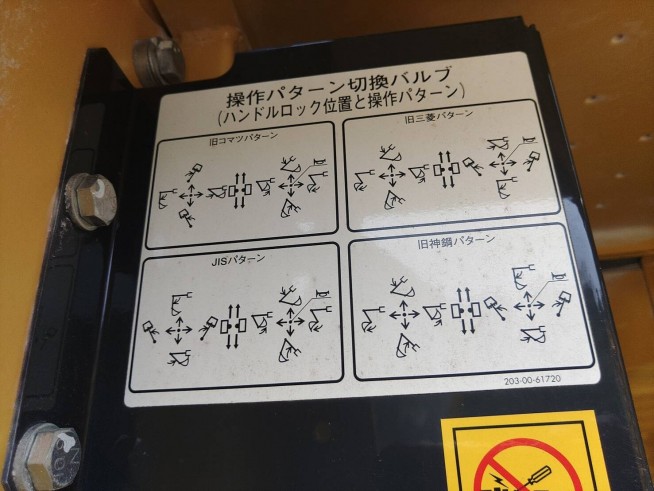 操作パターン切換バルブ
(ハンドルロック位置と操作パターン)
旧コマツパターン
旧三菱パターン
JISパターン
旧神鋼パターン
203-00-61720